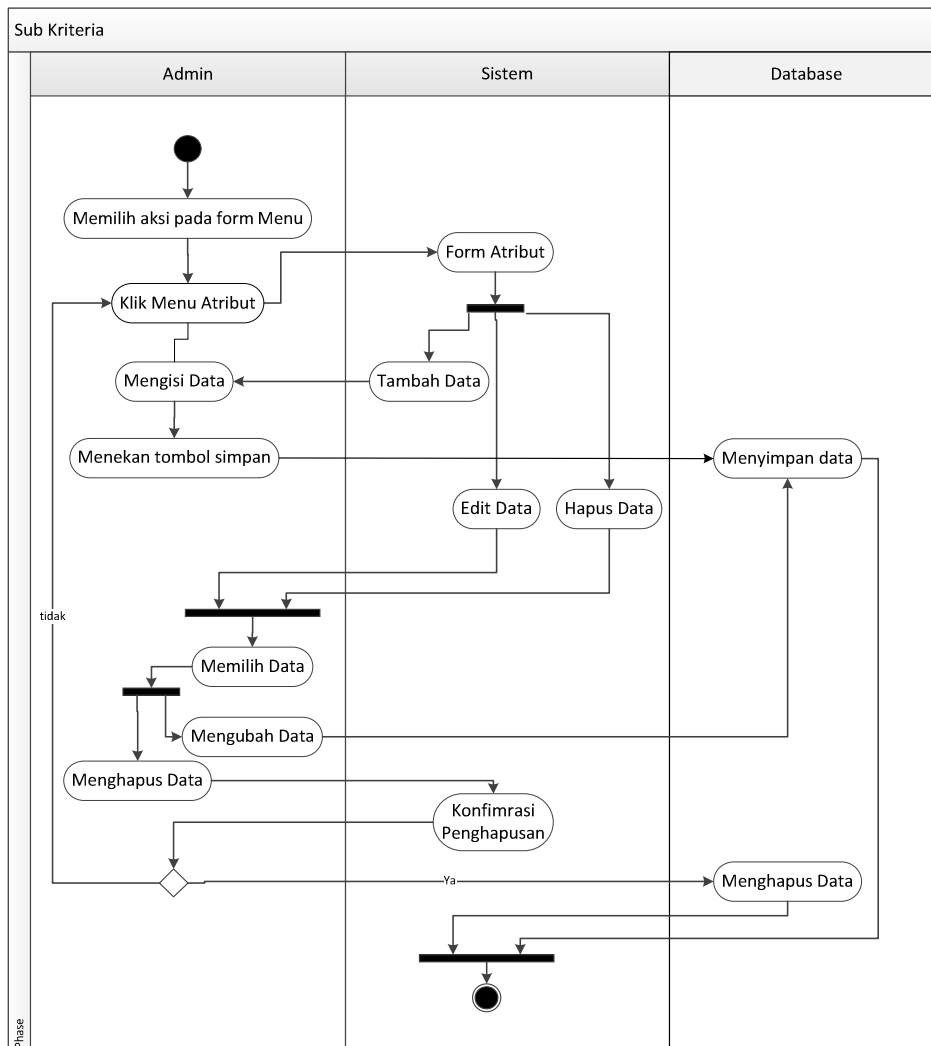 Sub Kriteria
Admin
Sistem
Database
Memilih aksi pada form Menu
Form Atribut
Klik Menu Atribut
Mengisi Data
Tambah Data
Menekan tombol simpan
Menyimpan data
Edit Data
Hapus Data
tidak
Memilih Data
Mengubah Data
Menghapus Data
Konfimrasi
Penghapusan
Ya
Menghapus Data
Phase